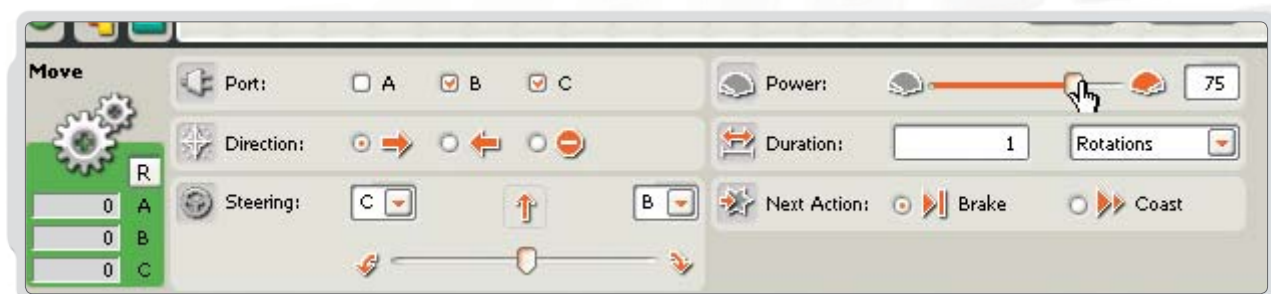 Move
R
0 A
0 B
0 C
Port: A B C
Direction:
Steering: C B
Power: 75
Duration: 1 Rotations
Next Action: Brake Coast